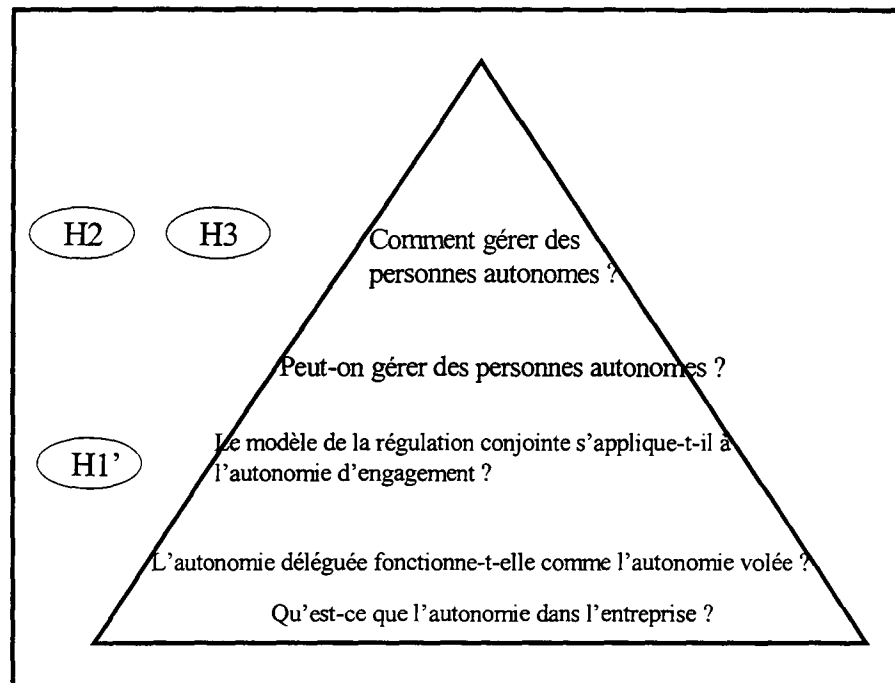 H2 H3
Comment gérer des
personnes autonomes ?
Peut-on gérer des personnes autonomes ?
Le modèle de la régulation conjointe s'applique-t-il à
l'autonomie d'engagement ?
H1’
L'autonomie déléguée fonctionne-t-elle comme l'autonomie volée ?
Qu'est-ce que l'autonomie dans l'entreprise ?